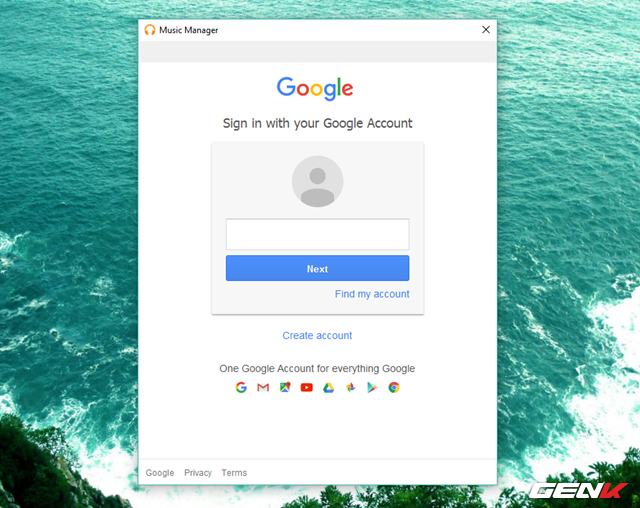 Music Manager
Google
Sign in with your Google Account
Next
Find my account
Create account
One Google Account for everything Google
Google Privacy Terms
GENK